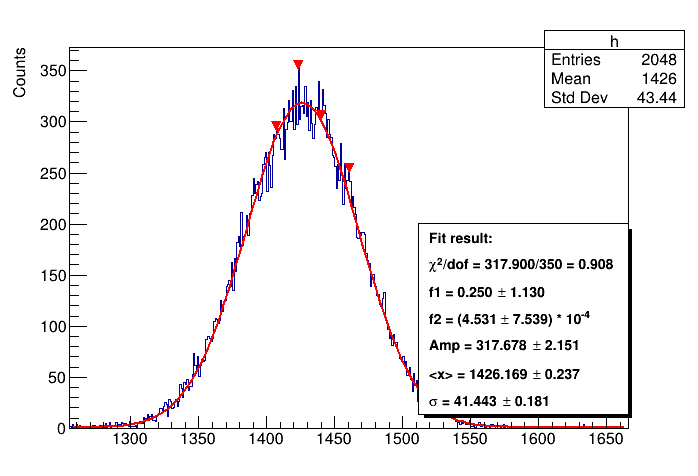 h
Entries 2048
Mean 1426
Std Dev 43.44
Counts
350
300
250
200
150
100
50
0
Fit result:
χ²/dof = 317.900/350 = 0.908
f1 = 0.250 ± 1.130
f2 = (4.531 ± 7.539) * 10⁻⁴
Amp = 317.678 ± 2.151
<x> = 1426.169 ± 0.237
σ = 41.443 ± 0.181
1300 1350 1400 1450 1500 1550 1600 1650